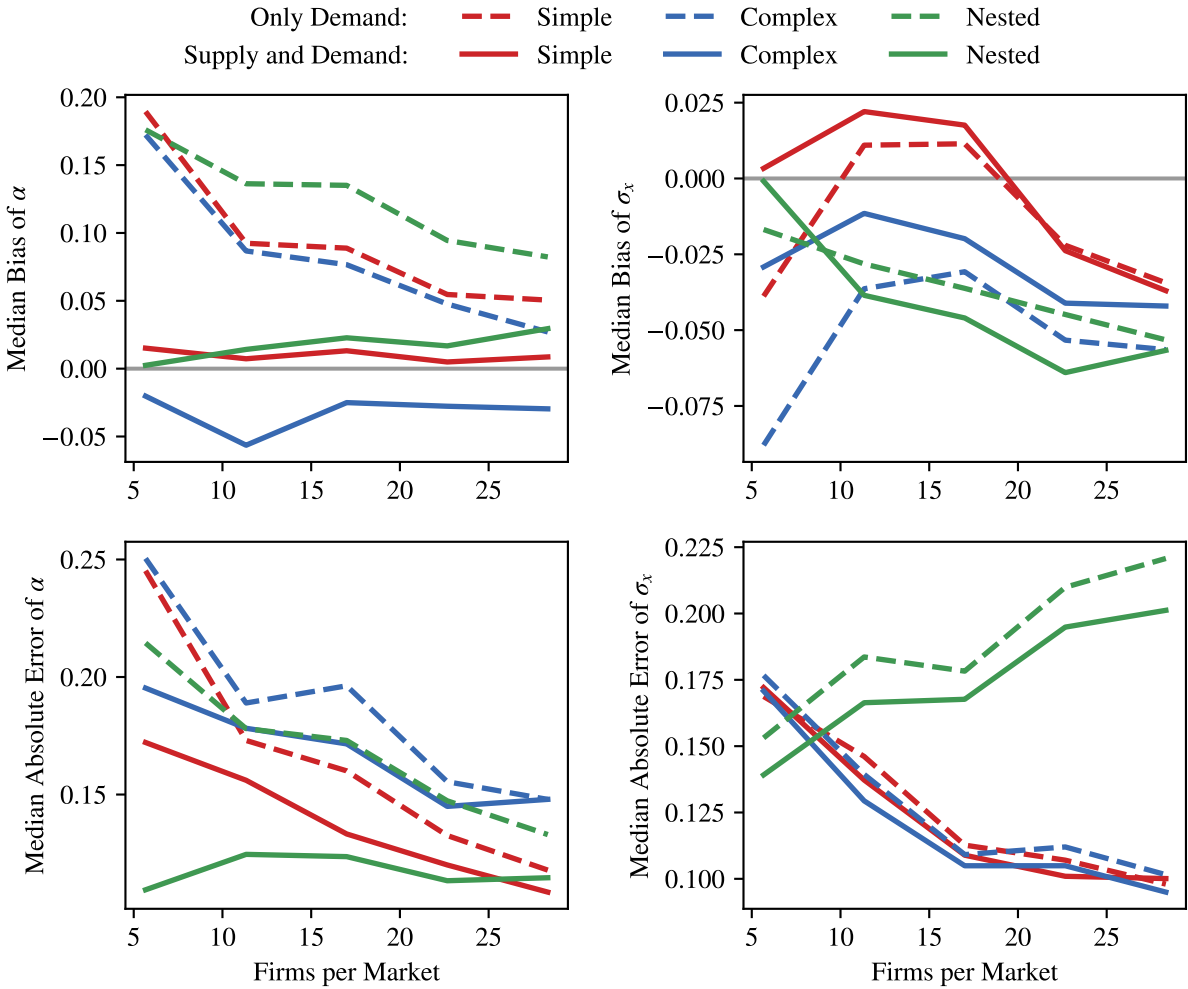 Only Demand: Simple Complex Nested
Supply and Demand: Simple Complex Nested
Median Bias of α
0.20
0.15
0.10
0.05
0.00
−0.05
5 10 15 20 25
Median Bias of σₓ
0.025
0.000
−0.025
−0.050
−0.075
5 10 15 20 25
Median Absolute Error of α
0.25
0.20
0.15
5 10 15 20 25
Firms per Market
Median Absolute Error of σₓ
0.225
0.200
0.175
0.150
0.125
0.100
5 10 15 20 25
Firms per Market